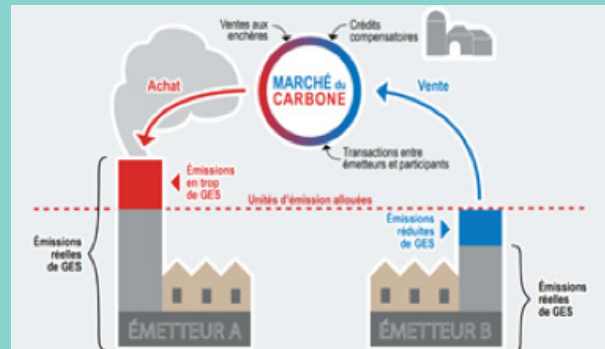 Ventes aux
enchères
Crédits
compensatoires
Achat
MARCHÉ du
CARBONE
Vente
Transactions entre
émetteurs et participants
Émissions
en trop
de GES
Unités d'émission allouées
Émissions
réelles
de GES
Émissions
réduites
de GES
Émissions
réelles
de GES
ÉMETTEUR A
ÉMETTEUR B